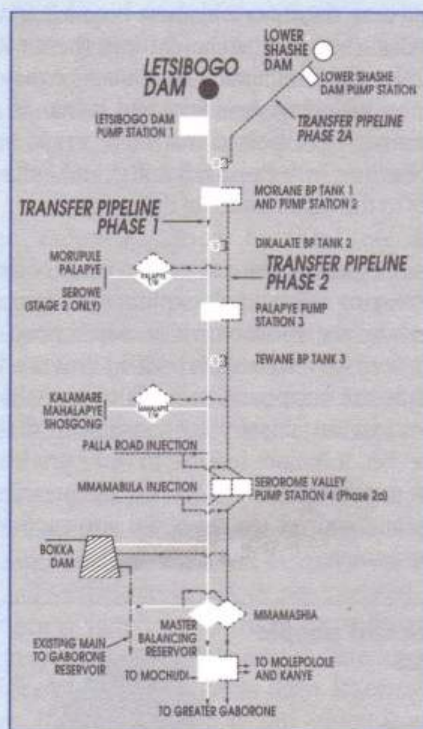 LOWER
SHASHE
DAM
LETSIBOGO
DAM
LOWER SHASHE
DAM PUMP STATION
LETSIBOGO DAM
PUMP STATION 1
TRANSFER PIPELINE
PHASE 2A
MORLANE BP TANK 1
AND PUMP STATION 2
TRANSFER PIPELINE
PHASE 1
DIKALATE BP TANK 2
MORUPULE
PALAPYE
PALAPYE
T/W
TRANSFER PIPELINE
PHASE 2
SEROWE
(STAGE 2 ONLY)
PALAPYE PUMP
STATION 3
TEWANE BP TANK 3
KALAMARE
MAHALAPYE
SHOSGONG
MAHALAPYE
T/W
PALLA ROAD INJECTION
MMAMABULA INJECTION
SEROROME VALLEY
PUMP STATION 4 (Phase 2a)
BOKKA
DAM
MMAMASHIA
MASTER
BALANCING
RESERVOIR
EXISTING MAIN
TO GABORONE
RESERVOIR
TO MOCHUDI
TO MOLEPOLOLE
AND KANYE
TO GREATER GABORONE